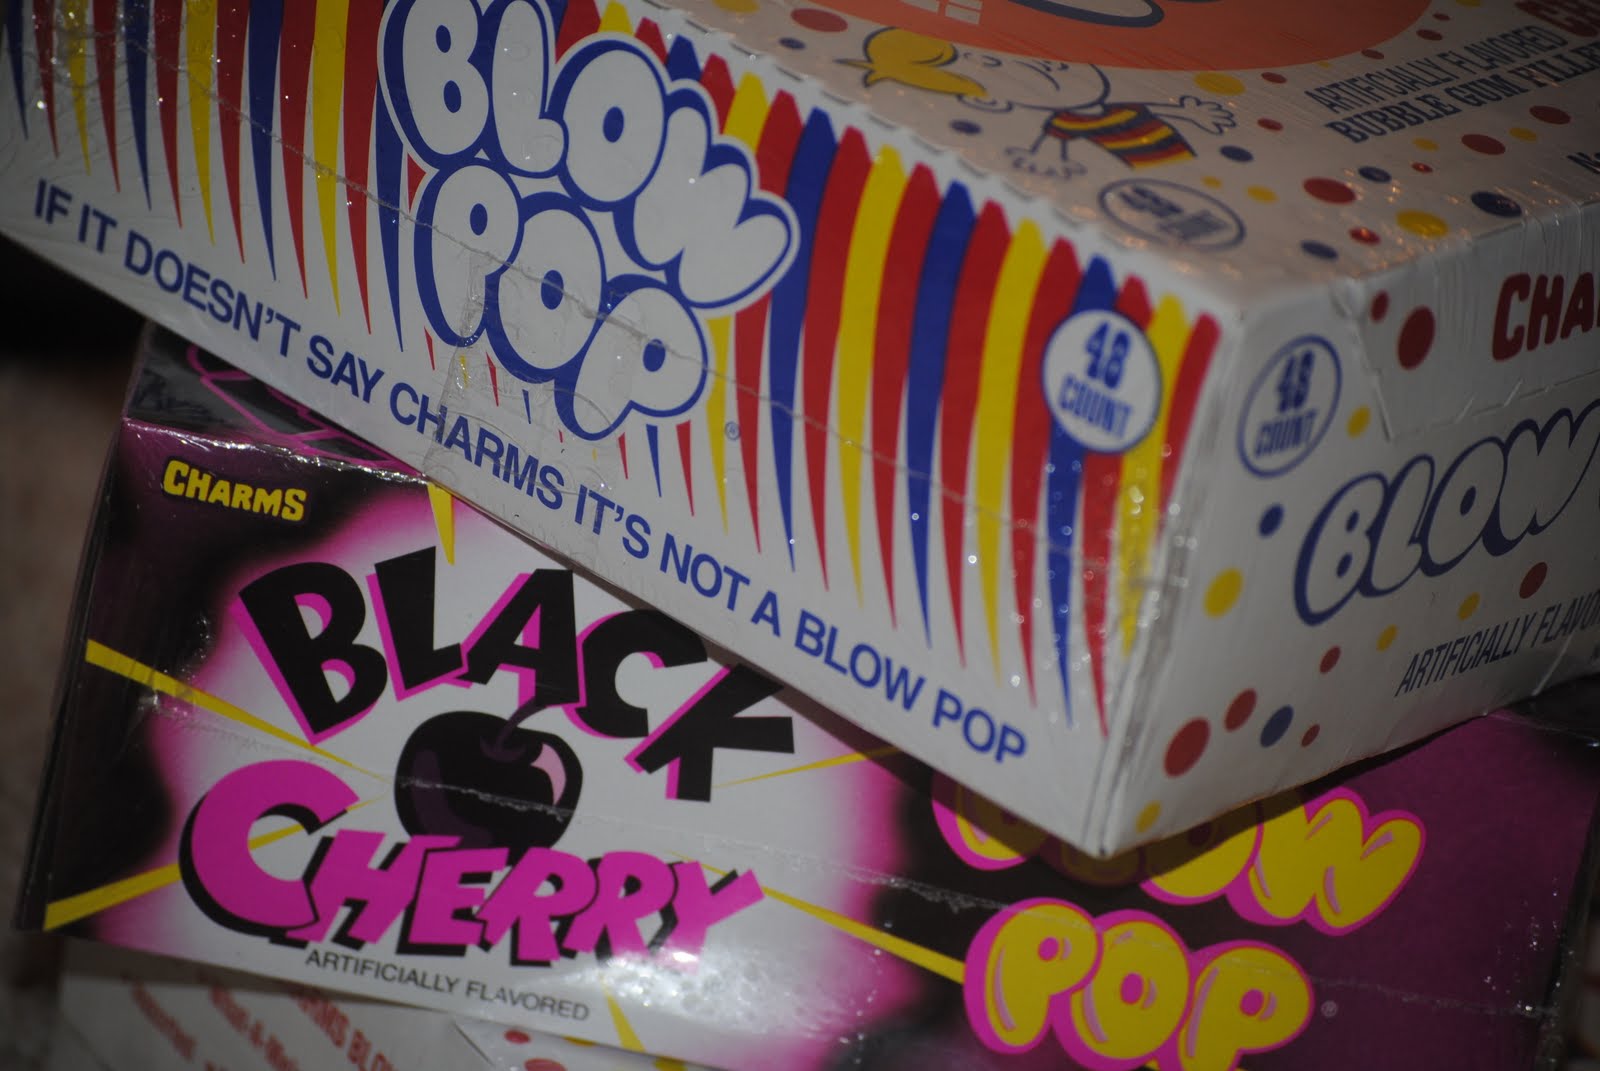 BLOW
POP
®
IF IT DOESN'T SAY CHARMS IT'S NOT A BLOW POP
48
COUNT
ARTIFICIALLY FLAVORED
BUBBLE GUM FILLED
48
COUNT
BLOW
ARTIFICIALLY
CHARMS
BLACK
CHERRY
ARTIFICIALLY FLAVORED
BLOW
POP
®